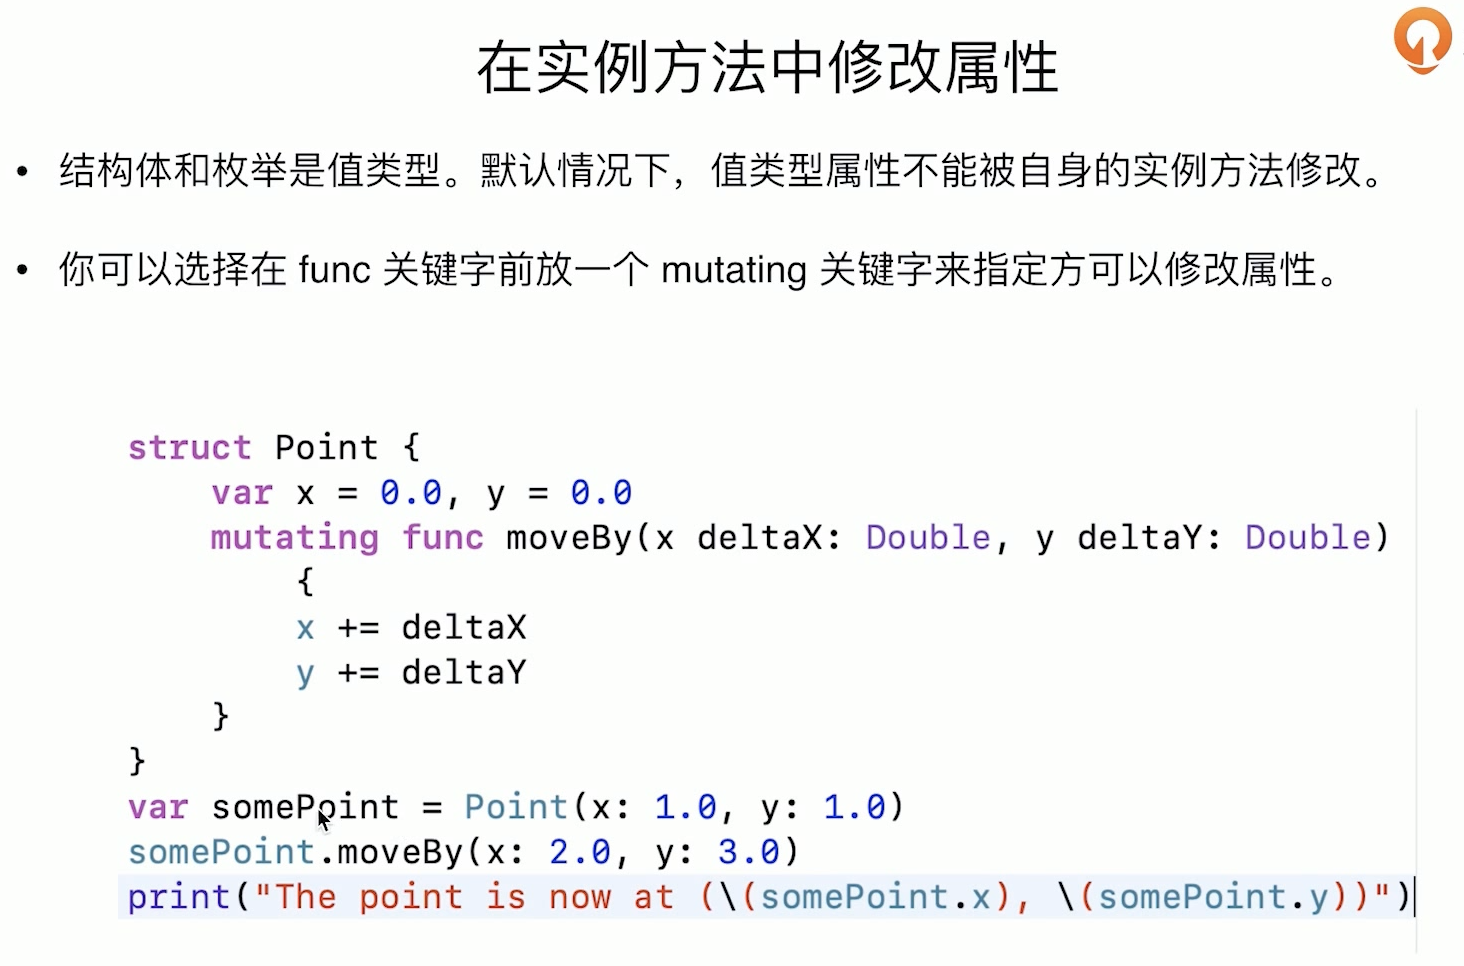 在实例方法中修改属性
• 结构体和枚举是值类型。默认情况下，值类型属性不能被自身的实例方法修改。
• 你可以选择在 func 关键字前放一个 mutating 关键字来指定方可以修改属性。
struct Point {
    var x = 0.0, y = 0.0
    mutating func moveBy(x deltaX: Double, y deltaY: Double)
        {
        x += deltaX
        y += deltaY
    }
}
var somePoint = Point(x: 1.0, y: 1.0)
somePoint.moveBy(x: 2.0, y: 3.0)
print("The point is now at (\(somePoint.x), \(somePoint.y))")